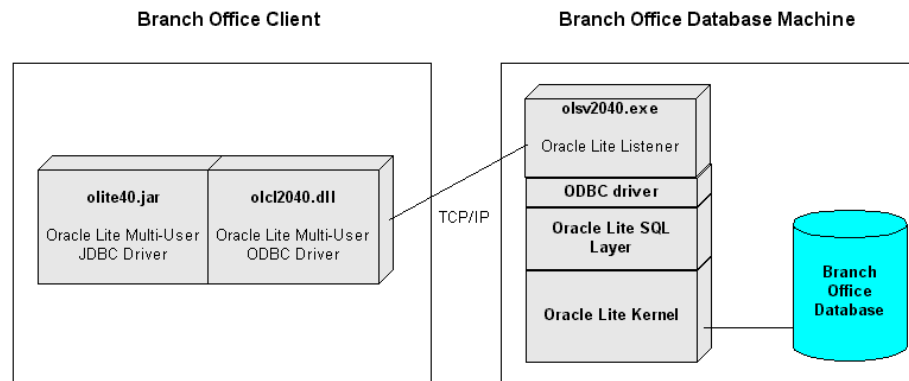 Branch Office Client
Branch Office Database Machine
olsv2040.exe
Oracle Lite Listener
ODBC driver
Oracle Lite SQL
Layer
Oracle Lite Kernel
olite40.jar
Oracle Lite Multi-User
JDBC Driver
olcl2040.dll
Oracle Lite Multi-User
ODBC Driver
TCP/IP
Branch
Office
Database